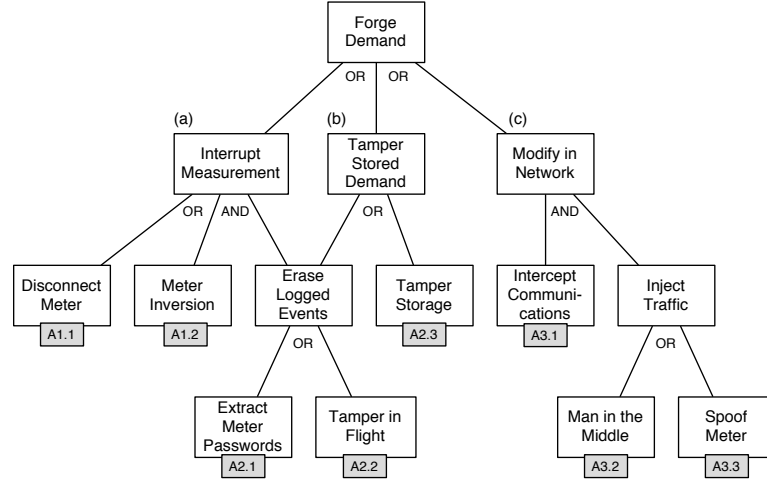 Forge
Demand
OR OR
(a) (b) (c)
Interrupt
Measurement
Tamper
Stored
Demand
Modify in
Network
OR AND OR AND
Disconnect
Meter
A1.1
Meter
Inversion
A1.2
Erase
Logged
Events
Tamper
Storage
A2.3
Intercept
Communi-
cations
A3.1
Inject
Traffic
OR OR
Extract
Meter
Passwords
A2.1
Tamper in
Flight
A2.2
Man in the
Middle
A3.2
Spoof
Meter
A3.3